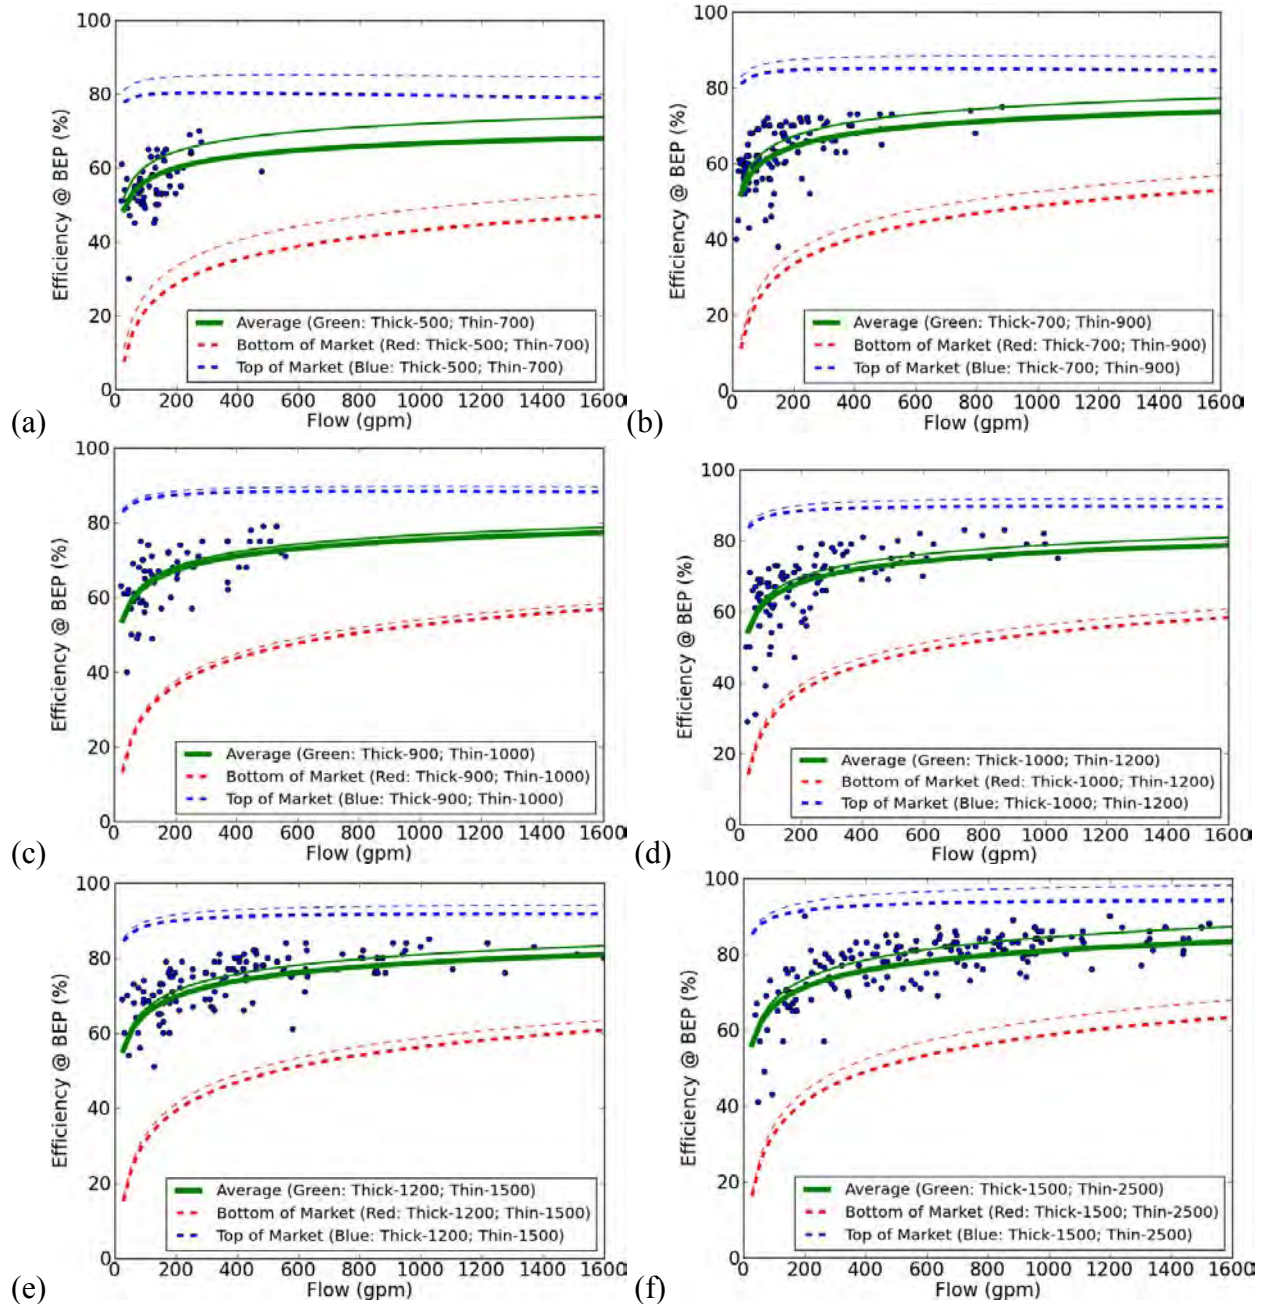 100
80
60
40
20
0
Efficiency @ BEP (%)
Average (Green: Thick-500; Thin-700)
Bottom of Market (Red: Thick-500; Thin-700)
Top of Market (Blue: Thick-500; Thin-700)
0 200 400 600 800 1000 1200 1400 1600
Flow (gpm)
(a)
100
80
60
40
20
0
Efficiency @ BEP (%)
Average (Green: Thick-700; Thin-900)
Bottom of Market (Red: Thick-700; Thin-900)
Top of Market (Blue: Thick-700; Thin-900)
0 200 400 600 800 1000 1200 1400 1600
Flow (gpm)
(b)
100
80
60
40
20
0
Efficiency @ BEP (%)
Average (Green: Thick-900; Thin-1000)
Bottom of Market (Red: Thick-900; Thin-1000)
Top of Market (Blue: Thick-900; Thin-1000)
0 200 400 600 800 1000 1200 1400 1600
Flow (gpm)
(c)
100
80
60
40
20
0
Efficiency @ BEP (%)
Average (Green: Thick-1000; Thin-1200)
Bottom of Market (Red: Thick-1000; Thin-1200)
Top of Market (Blue: Thick-1000; Thin-1200)
0 200 400 600 800 1000 1200 1400 1600
Flow (gpm)
(d)
100
80
60
40
20
0
Efficiency @ BEP (%)
Average (Green: Thick-1200; Thin-1500)
Bottom of Market (Red: Thick-1200; Thin-1500)
Top of Market (Blue: Thick-1200; Thin-1500)
0 200 400 600 800 1000 1200 1400 1600
Flow (gpm)
(e)
100
80
60
40
20
0
Efficiency @ BEP (%)
Average (Green: Thick-1500; Thin-2500)
Bottom of Market (Red: Thick-1500; Thin-2500)
Top of Market (Blue: Thick-1500; Thin-2500)
0 200 400 600 800 1000 1200 1400 1600
Flow (gpm)
(f)